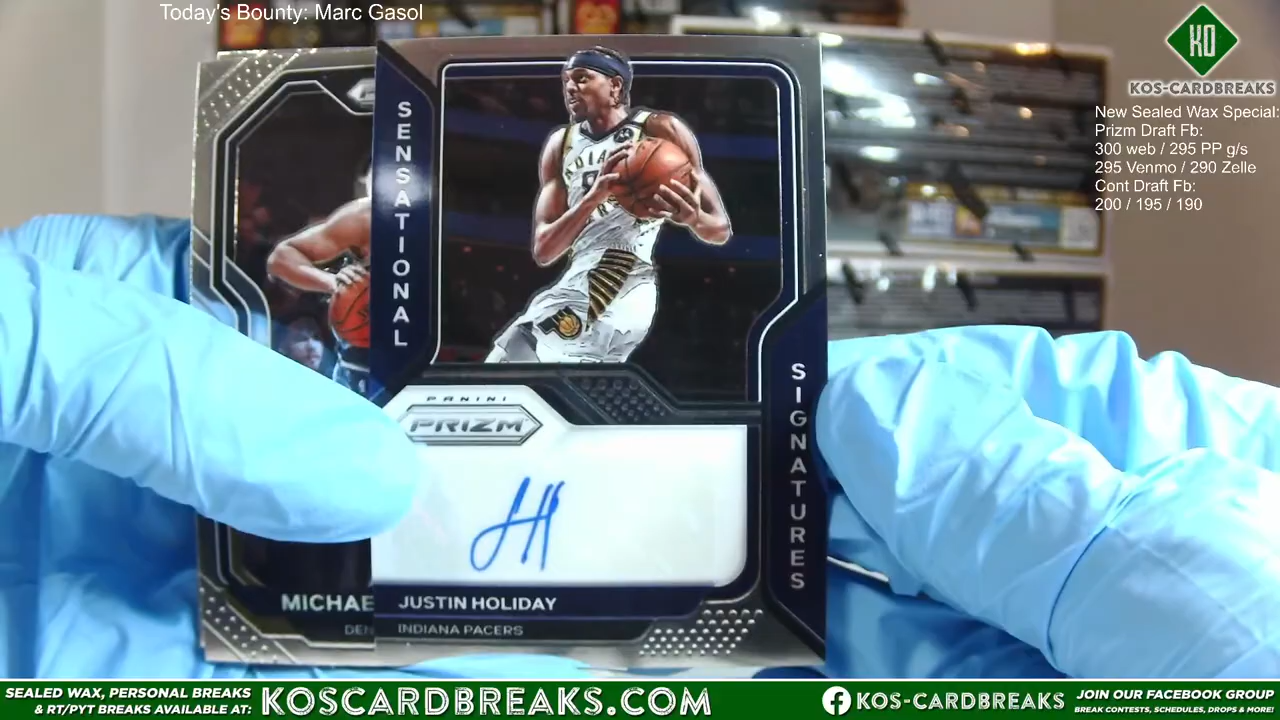 Today's Bounty: Marc Gasol
KO
KOS-CARDBREAKS
New Sealed Wax Special:
Prizm Draft Fb:
300 web / 295 PP g/s
295 Venmo / 290 Zelle
Cont Draft Fb:
200 / 195 / 190
SENSATIONAL
SIGNATURES
PANINI
PRIZM
JH
MICHAE
DEN
JUSTIN HOLIDAY
INDIANA PACERS
SEALED WAX, PERSONAL BREAKS
& RT/PYT BREAKS AVAILABLE AT:
KOSCARDBREAKS.COM
KOS-CARDBREAKS
JOIN OUR FACEBOOK GROUP
BREAK CONTESTS, SCHEDULES, DROPS & MORE!